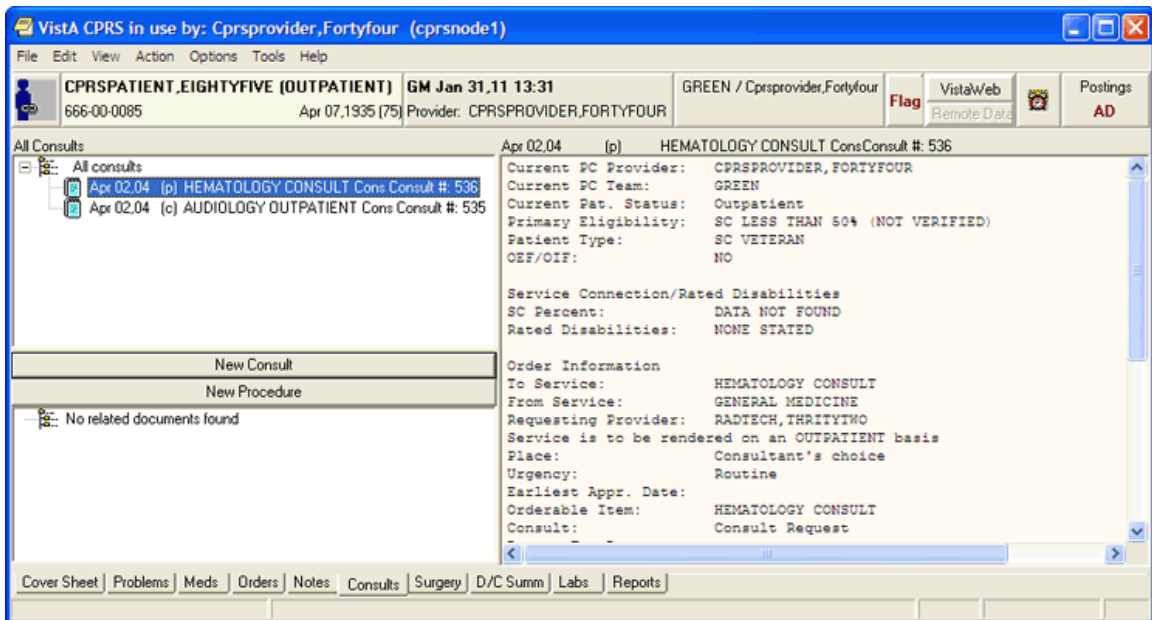 VistA CPRS in use by: Cprsprovider,Fortyfour (cprsnode1)
File Edit View Action Options Tools Help
CPRSPATIENT,EIGHTYFIVE (OUTPATIENT) GM Jan 31,11 13:31 GREEN / Cprsprovider,Fortyfour Flag VistaWeb Postings
666-00-0085 Apr 07,1935 (75) Provider: CPRSPROVIDER,FORTYFOUR Remote Data AD
All Consults
All consults
Apr 02,04 (p) HEMATOLOGY CONSULT Cons Consult #: 536
Apr 02,04 (c) AUDIOLOGY OUTPATIENT Cons Consult #: 535
New Consult
New Procedure
No related documents found
Apr 02,04 (p) HEMATOLOGY CONSULT ConsConsult #: 536
Current PC Provider: CPRSPROVIDER,FORTYFOUR
Current PC Team: GREEN
Current Pat. Status: Outpatient
Primary Eligibility: SC LESS THAN 50% (NOT VERIFIED)
Patient Type: SC VETERAN
OEF/OIF: NO
Service Connection/Rated Disabilities
SC Percent: DATA NOT FOUND
Rated Disabilities: NONE STATED
Order Information
To Service: HEMATOLOGY CONSULT
From Service: GENERAL MEDICINE
Requesting Provider: RADTECH,THRITYTWO
Service is to be rendered on an OUTPATIENT basis
Place: Consultant's choice
Urgency: Routine
Earliest Appr. Date:
Orderable Item: HEMATOLOGY CONSULT
Consult: Consult Request
Cover Sheet Problems Meds Orders Notes Consults Surgery D/C Summ Labs Reports